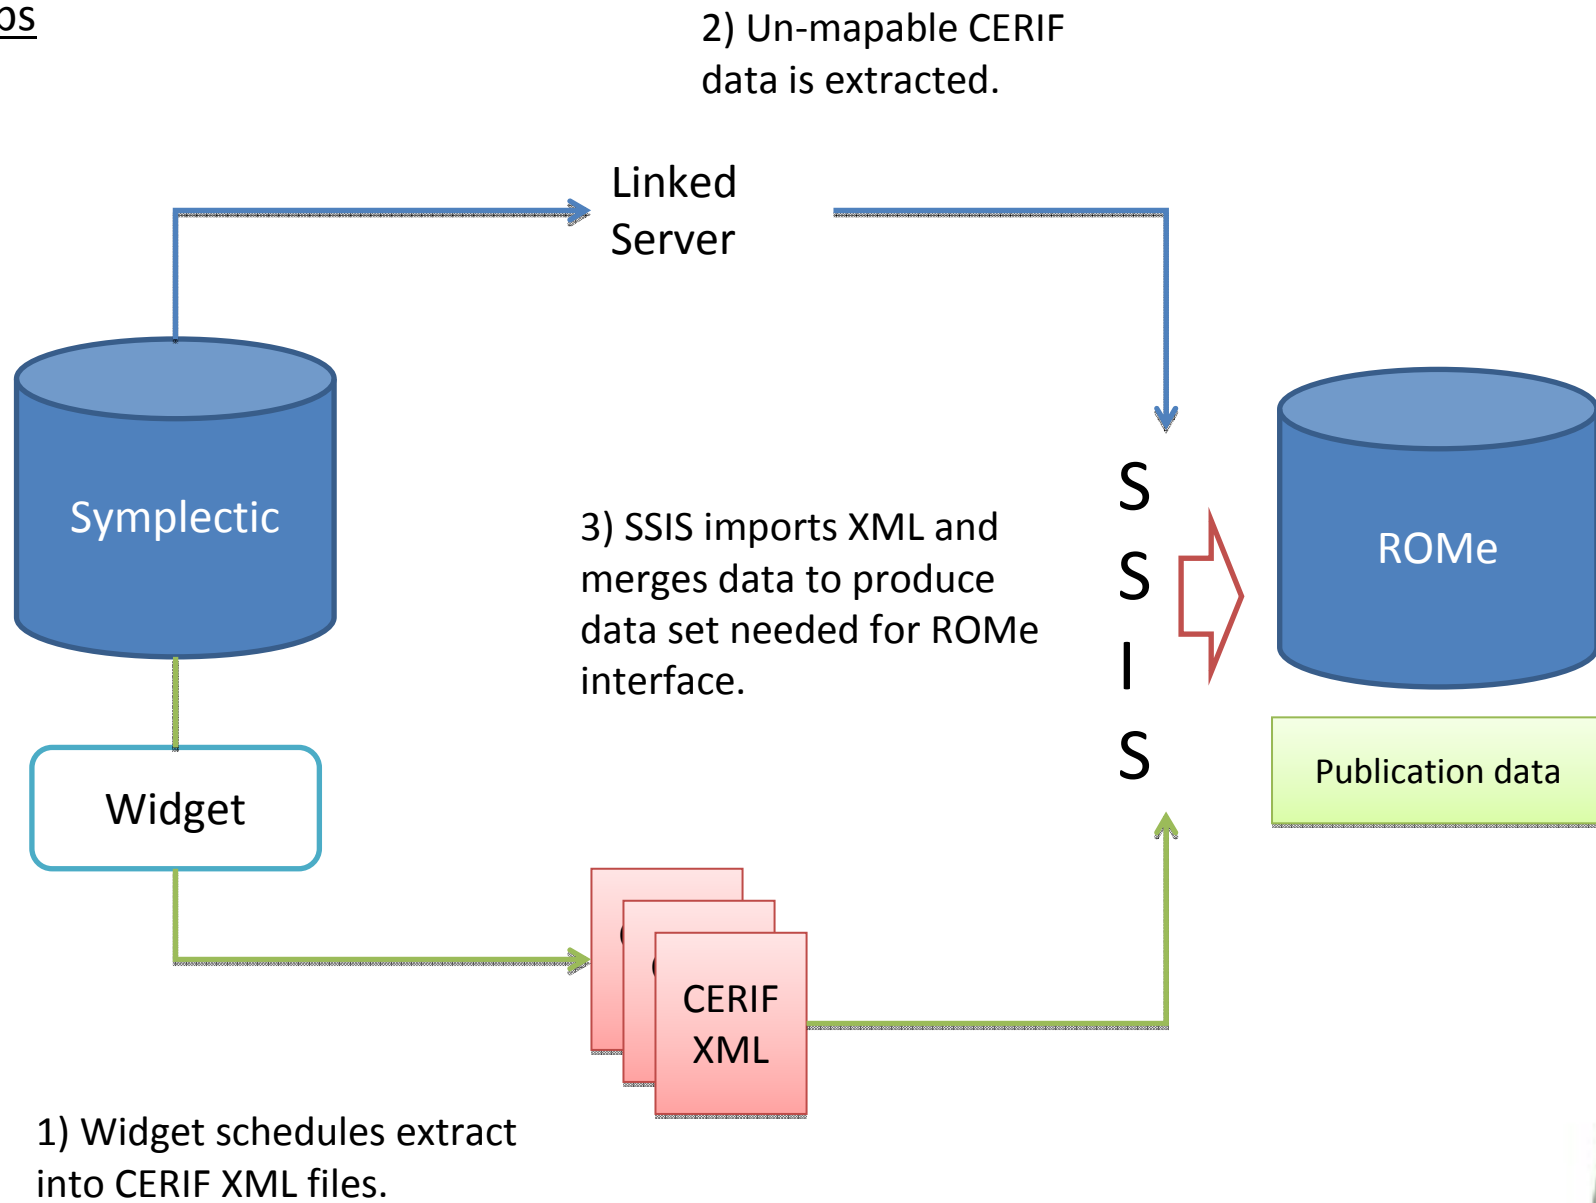 2) Un-mapable CERIF
data is extracted.
Linked
Server
Symplectic
3) SSIS imports XML and
merges data to produce
data set needed for ROMe
interface.
S
S
I
S
ROMe
Publication data
Widget
CERIF
XML
1) Widget schedules extract
into CERIF XML files.